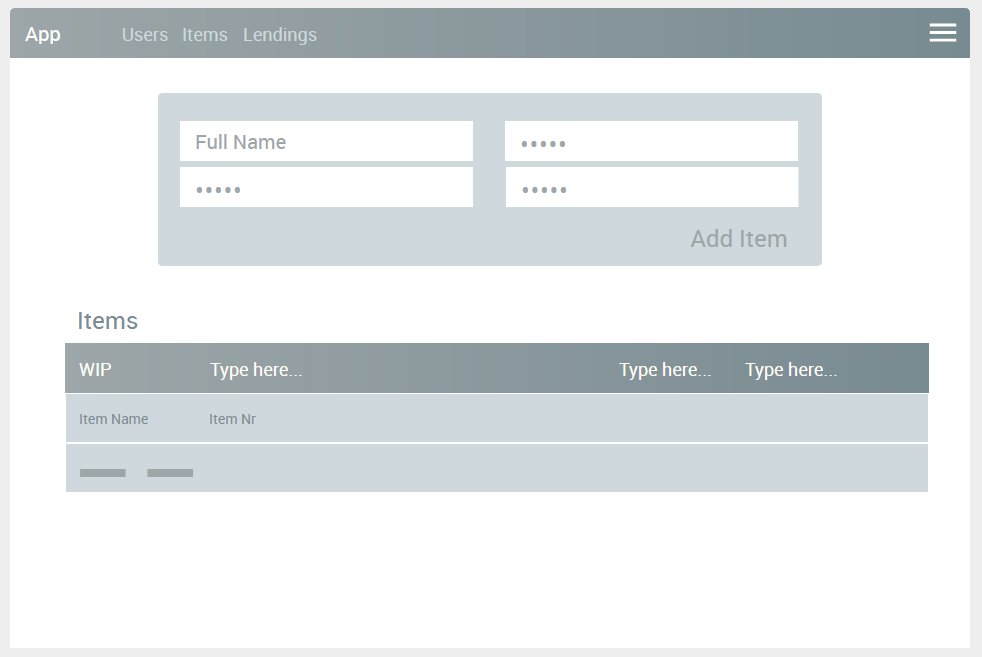 App Users Items Lendings
Full Name •••••
••••• •••••
Add Item
Items
WIP Type here... Type here... Type here...
Item Name Item Nr